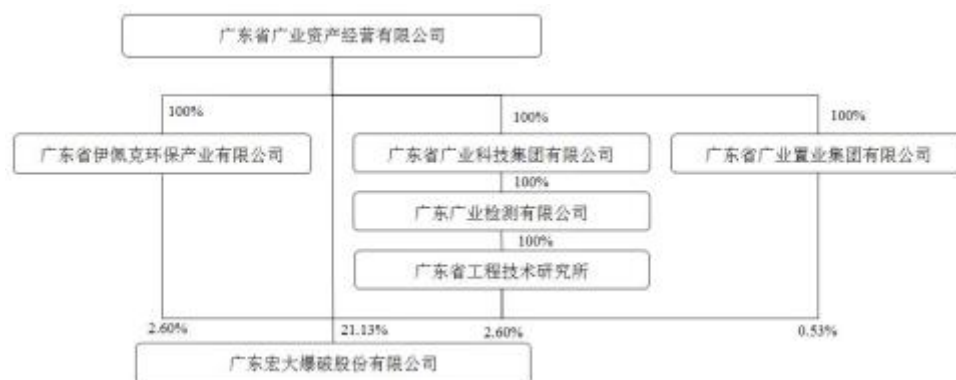 广东省广业资产经营有限公司
100%
100%
100%
广东省伊佩克环保产业有限公司
广东省广业科技集团有限公司
广东省广业置业集团有限公司
100%
广东广业检测有限公司
100%
广东省工程技术研究所
2.60%
21.13%
2.60%
0.53%
广东宏大爆破股份有限公司